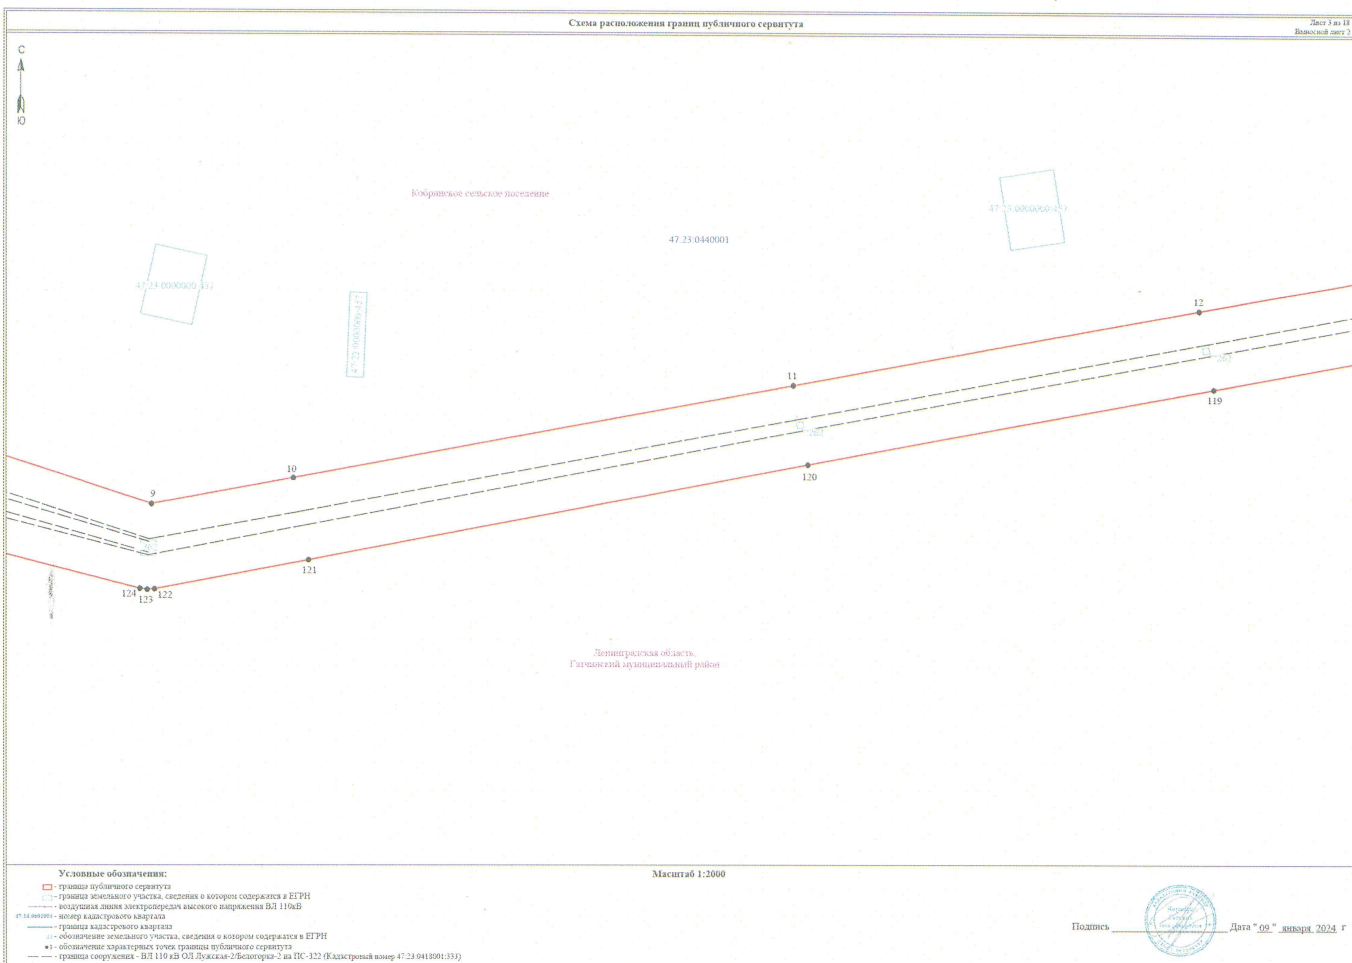 Схема расположения границ публичного сервитута
Лист 3 из 18
Выносной лист 2
С
Ю
Кобринское сельское поселение
47:23:0440001
12
11
119
10
9
120
121
124
123
122
Ленинградская область,
Гатчинский муниципальный район
Условные обозначения:
Масштаб 1:2000
- граница публичного сервитута
- граница земельного участка, сведения о котором содержатся в ЕГРН
- воздушная линия электропередач высокого напряжения ВЛ 110кВ
- номер кадастрового квартала
- граница кадастрового квартала
- обозначение земельного участка, сведения о котором содержатся в ЕГРН
1 - обозначение характерных точек границы публичного сервитута
- граница сооружения - ВЛ 110 кВ ОЛ Лужская-2/Белогорка-2 на ПС-322 (Кадастровый номер 47:23:0418001:333)
Подпись
Дата "09" января 2024 г